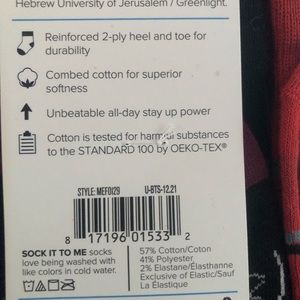 Hebrew University of Jerusalem / Greenlight.
Reinforced 2-ply heel and toe for
durability
Combed cotton for superior
softness
Unbeatable all-day stay up power
Cotton is tested for harmful substances
to the STANDARD 100 by OEKO-TEX®
STYLE: MEF0129
U-BTS-12.21
8 17196 01533 2
SOCK IT TO ME socks
love being washed with
like colors in cold water.
57% Cotton/Coton
41% Polyester
2% Elastane/Élasthanne
Exclusive of Elastic/Sauf
La Élastique